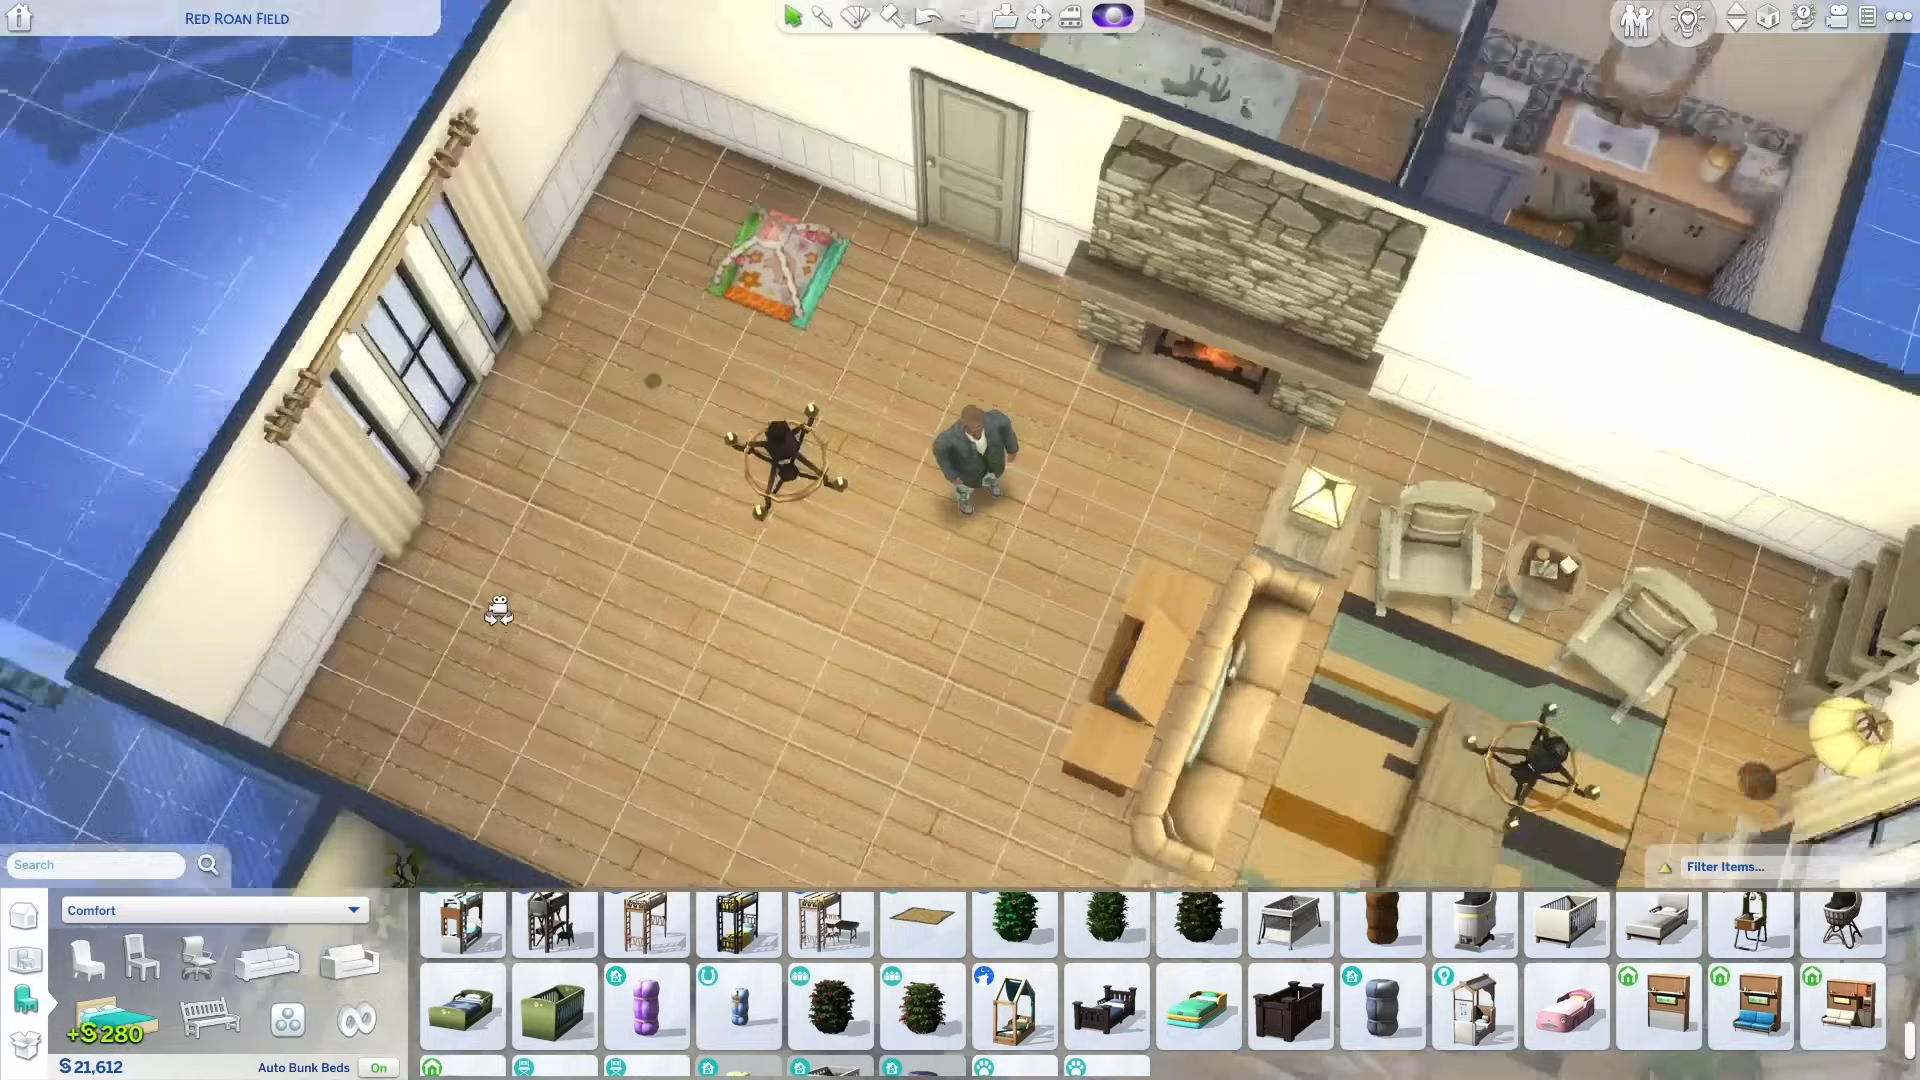 RED ROAN FIELD
Search
Filter Items...
Comfort
+§280
§21,612
Auto Bunk Beds
On